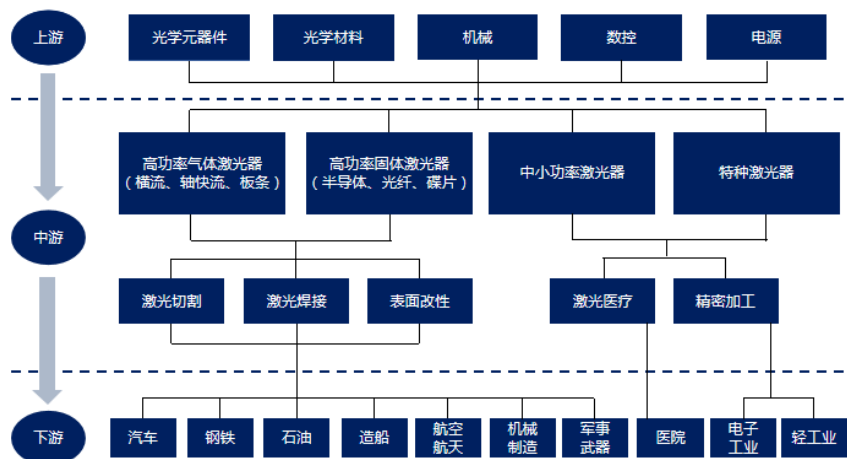 上游
光学元器件
光学材料
机械
数控
电源
高功率气体激光器
（横流、轴快流、板条）
高功率固体激光器
（半导体、光纤、碟片）
中小功率激光器
特种激光器
中游
激光切割
激光焊接
表面改性
激光医疗
精密加工
下游
汽车
钢铁
石油
造船
航空
航天
机械
制造
军事
武器
医院
电子
工业
轻工业